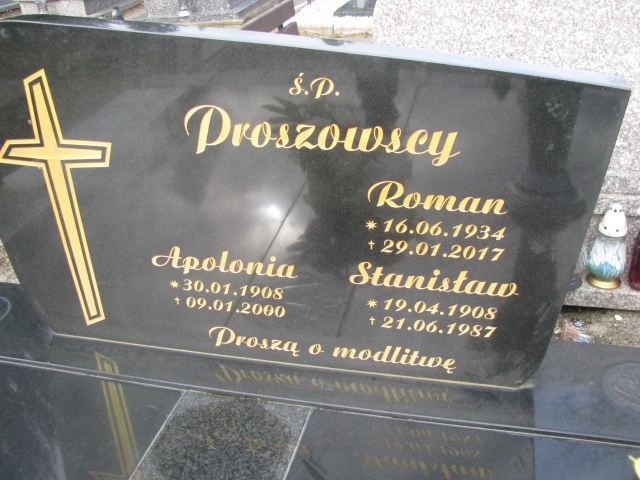 ś.p.
Proszowscy
Roman
* 16.06.1934
† 29.01.2017
Apolonia
* 30.01.1908
† 09.01.2000
Stanisław
* 19.04.1908
† 21.06.1987
Proszą o modlitwę